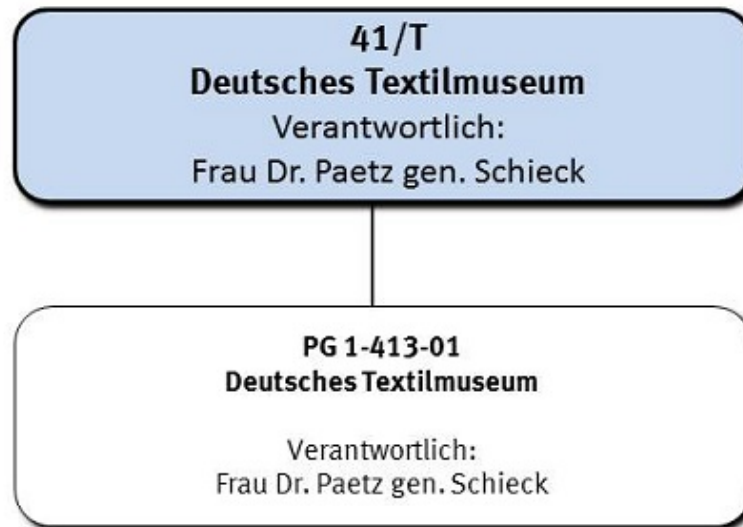 41/T
Deutsches Textilmuseum
Verantwortlich:
Frau Dr. Paetz gen. Schieck
PG 1-413-01
Deutsches Textilmuseum
Verantwortlich:
Frau Dr. Paetz gen. Schieck